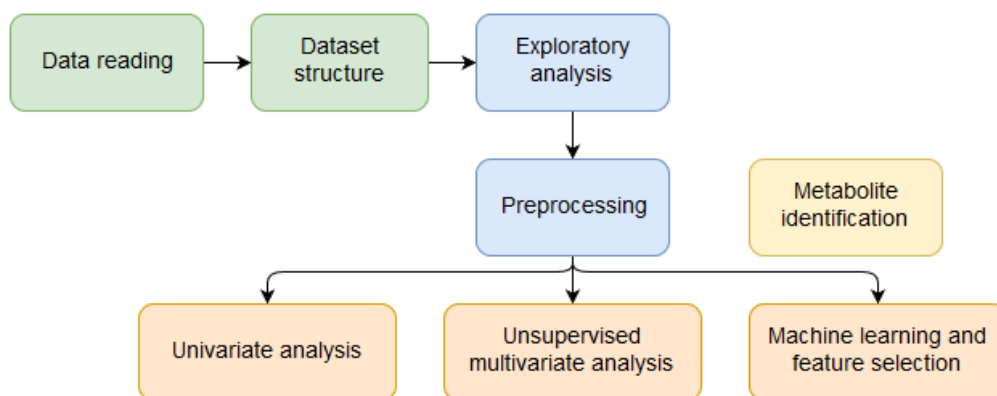 Data reading
Dataset
structure
Exploratory
analysis
Preprocessing
Metabolite
identification
Univariate analysis
Unsupervised
multivariate analysis
Machine learning and
feature selection